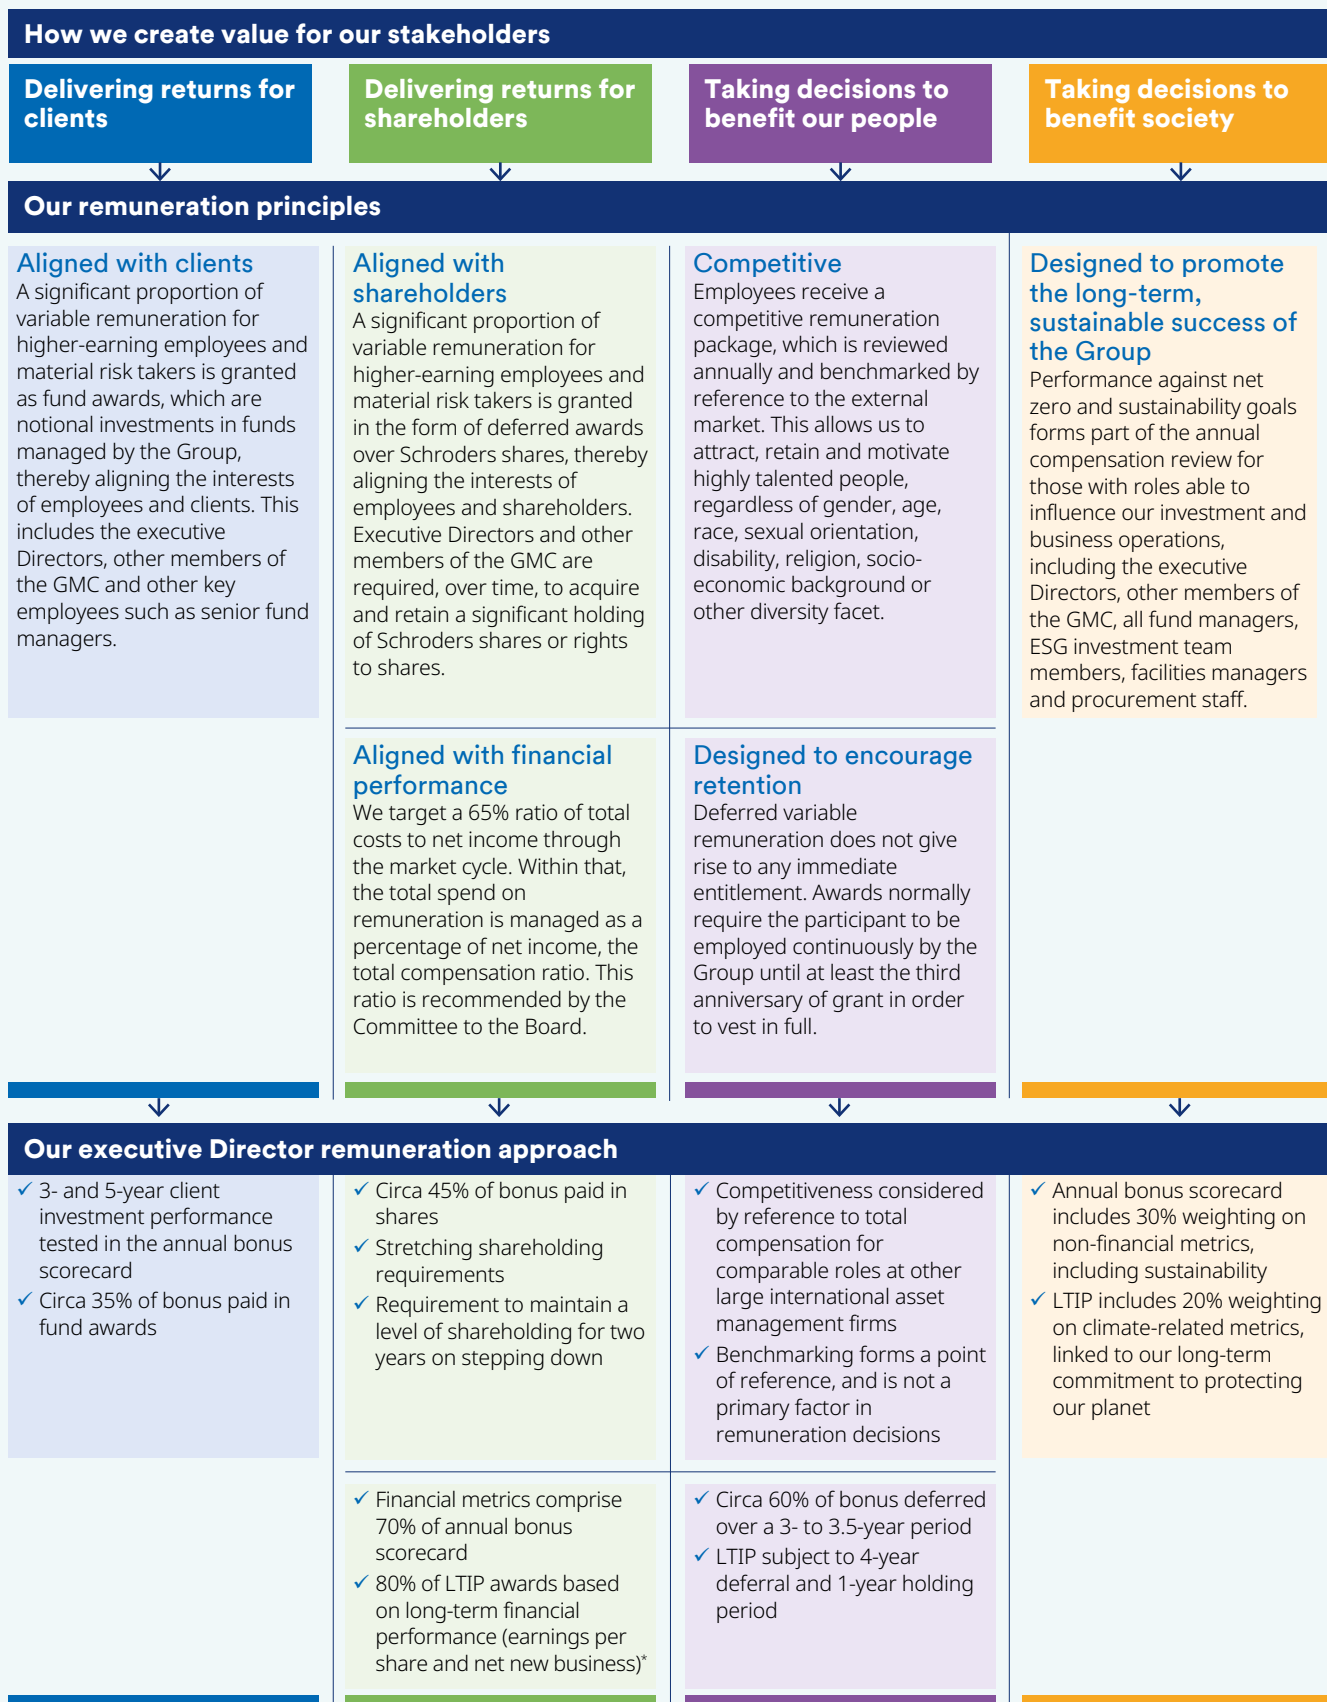 How we create value for our stakeholders
Delivering returns for
clients
Delivering returns for
shareholders
Taking decisions to
benefit our people
Taking decisions to
benefit society
Our remuneration principles
Aligned with clients
A significant proportion of
variable remuneration for
higher-earning employees and
material risk takers is granted
as fund awards, which are
notional investments in funds
managed by the Group,
thereby aligning the interests
of employees and clients. This
includes the executive
Directors, other members of
the GMC and other key
employees such as senior fund
managers.
Aligned with
shareholders
A significant proportion of
variable remuneration for
higher-earning employees and
material risk takers is granted
in the form of deferred awards
over Schroders shares, thereby
aligning the interests of
employees and shareholders.
Executive Directors and other
members of the GMC are
required, over time, to acquire
and retain a significant holding
of Schroders shares or rights
to shares.
Competitive
Employees receive a
competitive remuneration
package, which is reviewed
annually and benchmarked by
reference to the external
market. This allows us to
attract, retain and motivate
highly talented people,
regardless of gender, age,
race, sexual orientation,
disability, religion, socio-
economic background or
other diversity facet.
Designed to promote
the long-term,
sustainable success of
the Group
Performance against net
zero and sustainability goals
forms part of the annual
compensation review for
those with roles able to
influence our investment and
business operations,
including the executive
Directors, other members of
the GMC, all fund managers,
ESG investment team
members, facilities managers
and procurement staff.
Aligned with financial
performance
We target a 65% ratio of total
costs to net income through
the market cycle. Within that,
the total spend on
remuneration is managed as a
percentage of net income, the
total compensation ratio. This
ratio is recommended by the
Committee to the Board.
Designed to encourage
retention
Deferred variable
remuneration does not give
rise to any immediate
entitlement. Awards normally
require the participant to be
employed continuously by the
Group until at least the third
anniversary of grant in order
to vest in full.
Our executive Director remuneration approach
✓ 3- and 5-year client
investment performance
tested in the annual bonus
scorecard
✓ Circa 35% of bonus paid in
fund awards
✓ Circa 45% of bonus paid in
shares
✓ Stretching shareholding
requirements
✓ Requirement to maintain a
level of shareholding for two
years on stepping down
✓ Competitiveness considered
by reference to total
compensation for
comparable roles at other
large international asset
management firms
✓ Benchmarking forms a point
of reference, and is not a
primary factor in
remuneration decisions
✓ Annual bonus scorecard
includes 30% weighting on
non-financial metrics,
including sustainability
✓ LTIP includes 20% weighting
on climate-related metrics,
linked to our long-term
commitment to protecting
our planet
✓ Financial metrics comprise
70% of annual bonus
scorecard
✓ 80% of LTIP awards based
on long-term financial
performance (earnings per
share and net new business)*
✓ Circa 60% of bonus deferred
over a 3- to 3.5-year period
✓ LTIP subject to 4-year
deferral and 1-year holding
period